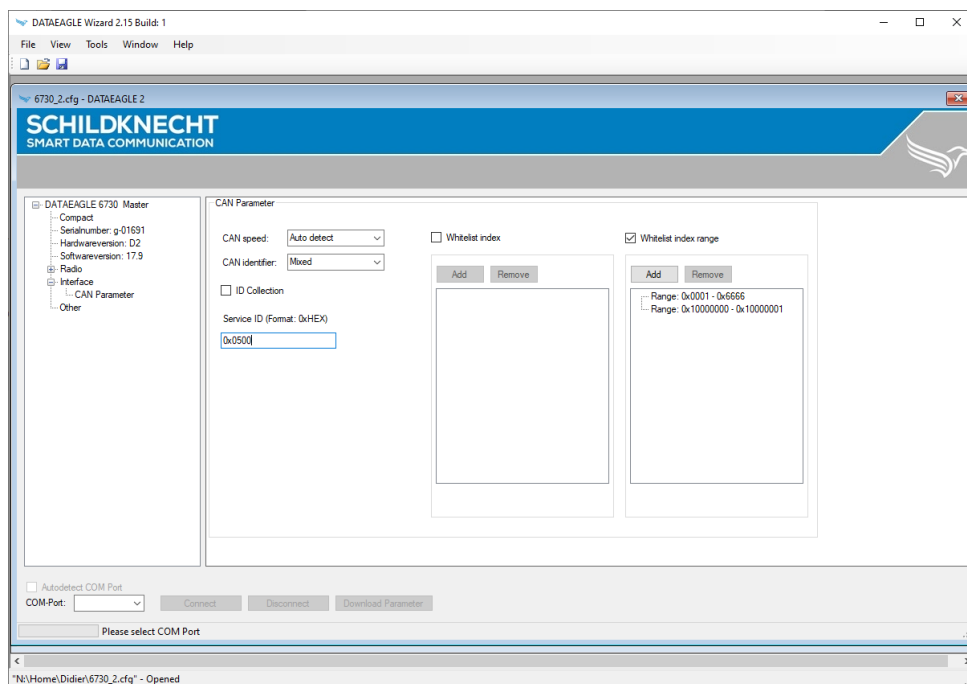 DATAEAGLE Wizard 2.15 Build: 1
File View Tools Window Help
6730_2.cfg - DATAEAGLE 2
SCHILDKNECHT
SMART DATA COMMUNICATION
DATAEAGLE 6730 Master
Compact
Serialnumber: g-01691
Hardwareversion: D2
Softwareversion: 17.9
Radio
Interface
CAN Parameter
Other
CAN Parameter
CAN speed: Auto detect
CAN identifier: Mixed
ID Collection
Service ID (Format: 0xHEX)
0x0500
Whitelist index
Add Remove
Whitelist index range
Add Remove
Range: 0x0001 - 0x6666
Range: 0x10000000 - 0x10000001
Autodetect COM Port
COM-Port: Connect Disconnect Download Parameter
Please select COM Port
"N:\Home\Didier\6730_2.cfg" - Opened